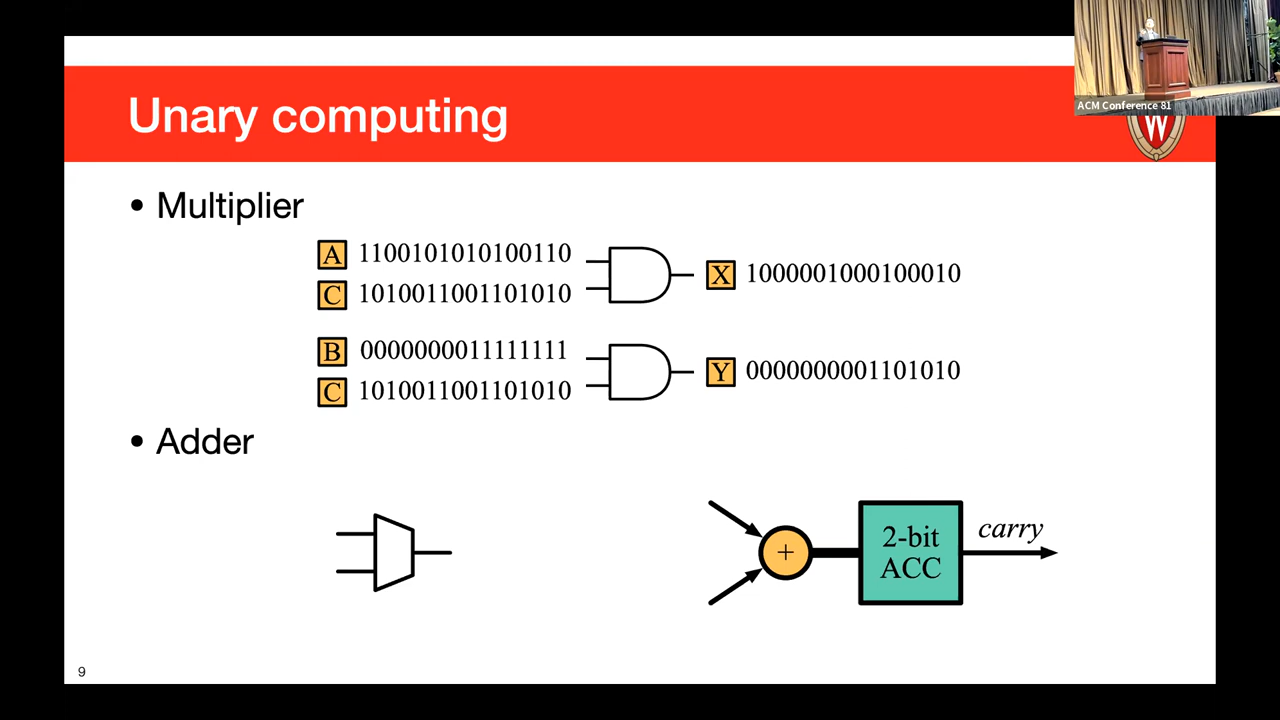 ACM Conference 81
Unary computing
W
• Multiplier
A 1100101010100110
C 1010011001101010
X 1000001000100010
B 0000000011111111
C 1010011001101010
Y 0000000001101010
• Adder
+
2-bit
ACC
carry
9